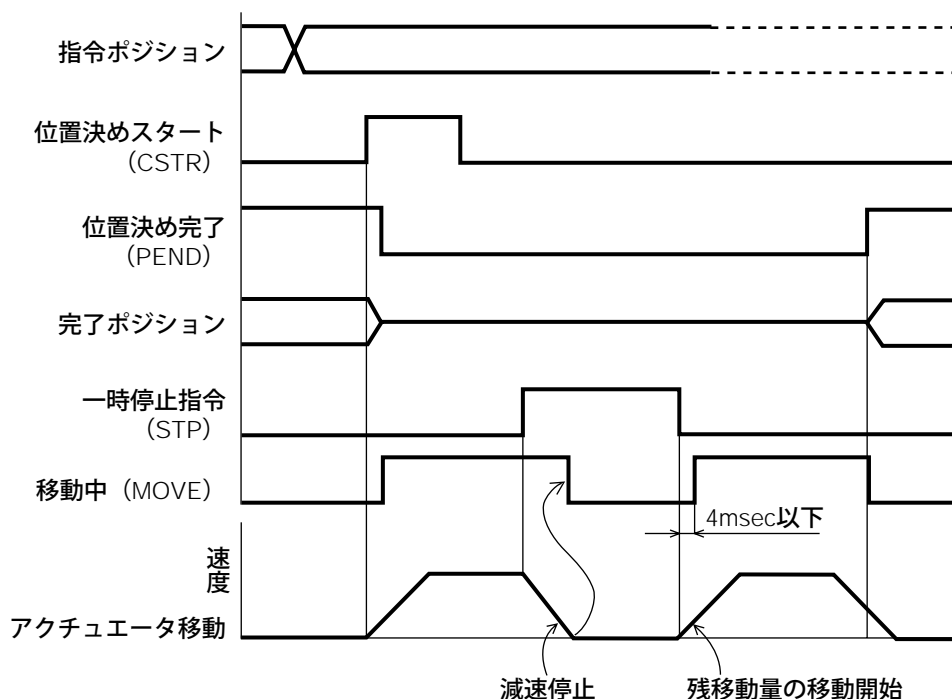 指令ポジション
位置決めスタート
（CSTR）
位置決め完了
（PEND）
完了ポジション
一時停止指令
（STP）
移動中（MOVE）
4msec以下
速度
アクチュエータ移動
減速停止
残移動量の移動開始